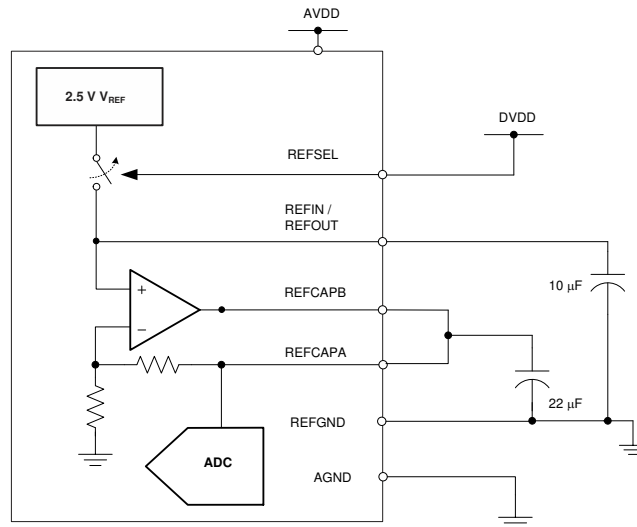 AVDD
2.5 V VREF
DVDD
REFSEL
REFIN /
REFOUT
10 μF
+
REFCAPB
−
REFCAPA
22 μF
REFGND
ADC
AGND